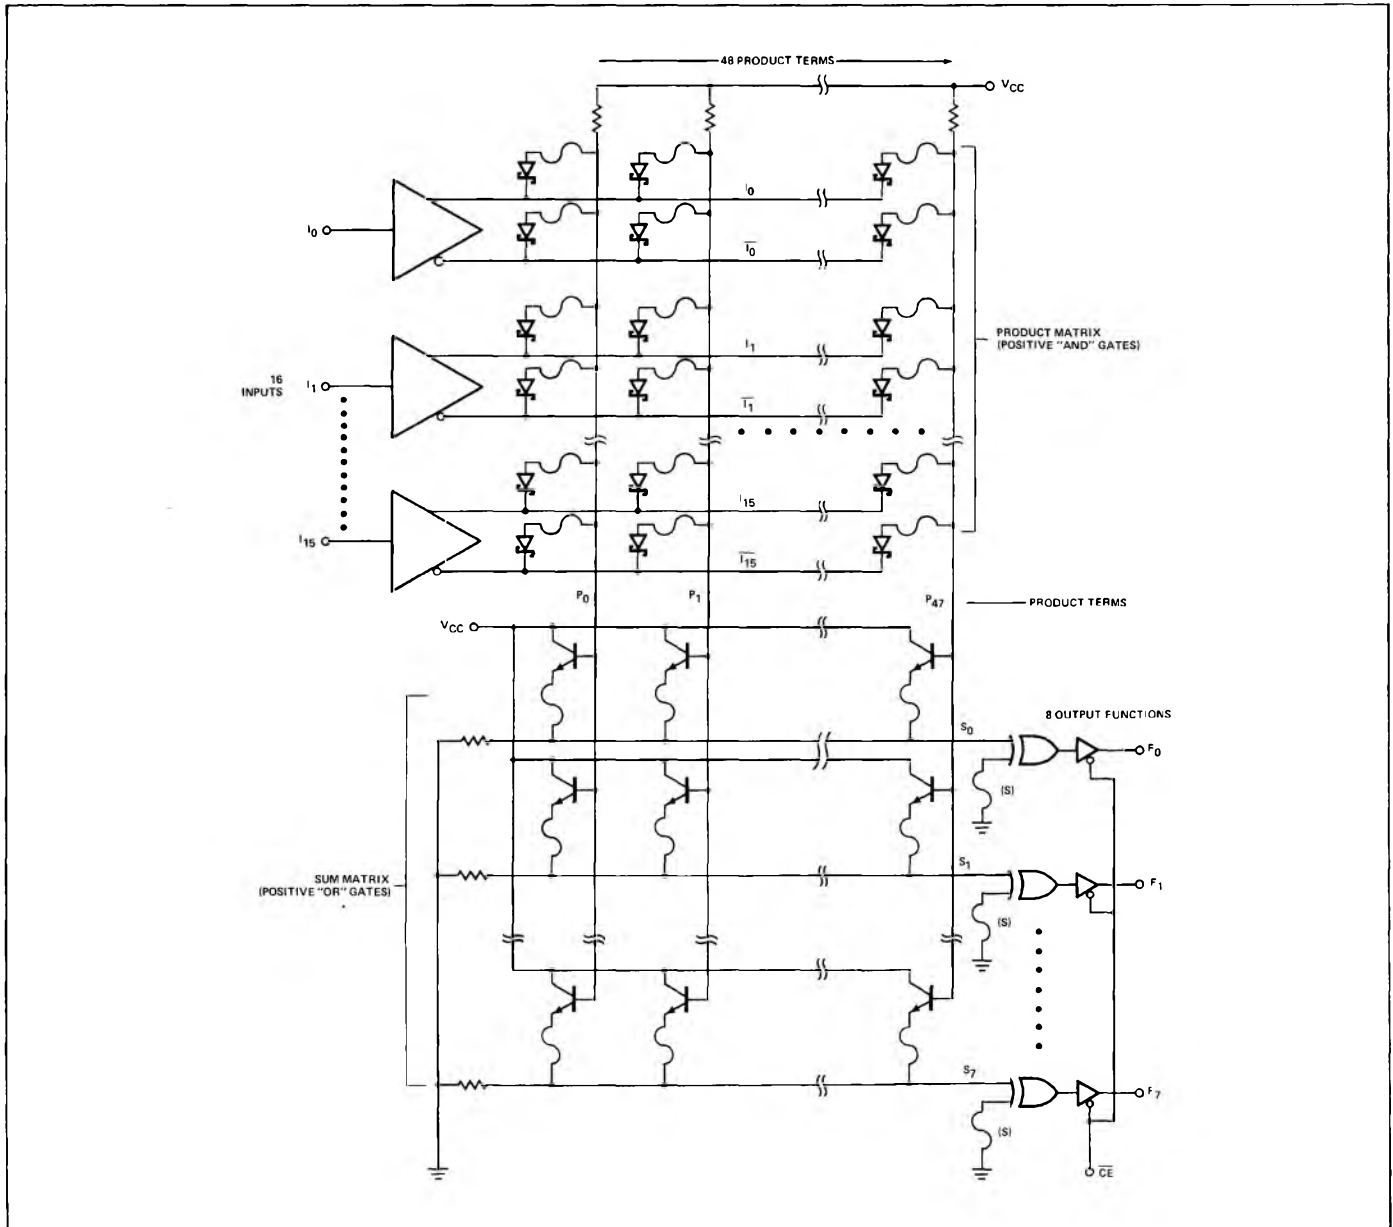 48 PRODUCT TERMS
VCC
I0
I0
I0
I1
16 INPUTS
I1
I1
PRODUCT MATRIX
(POSITIVE "AND" GATES)
I15
I15
I15
P0
P1
P47
PRODUCT TERMS
VCC
8 OUTPUT FUNCTIONS
S0
F0
(S)
SUM MATRIX
(POSITIVE "OR" GATES)
S1
F1
(S)
S7
F7
(S)
CE